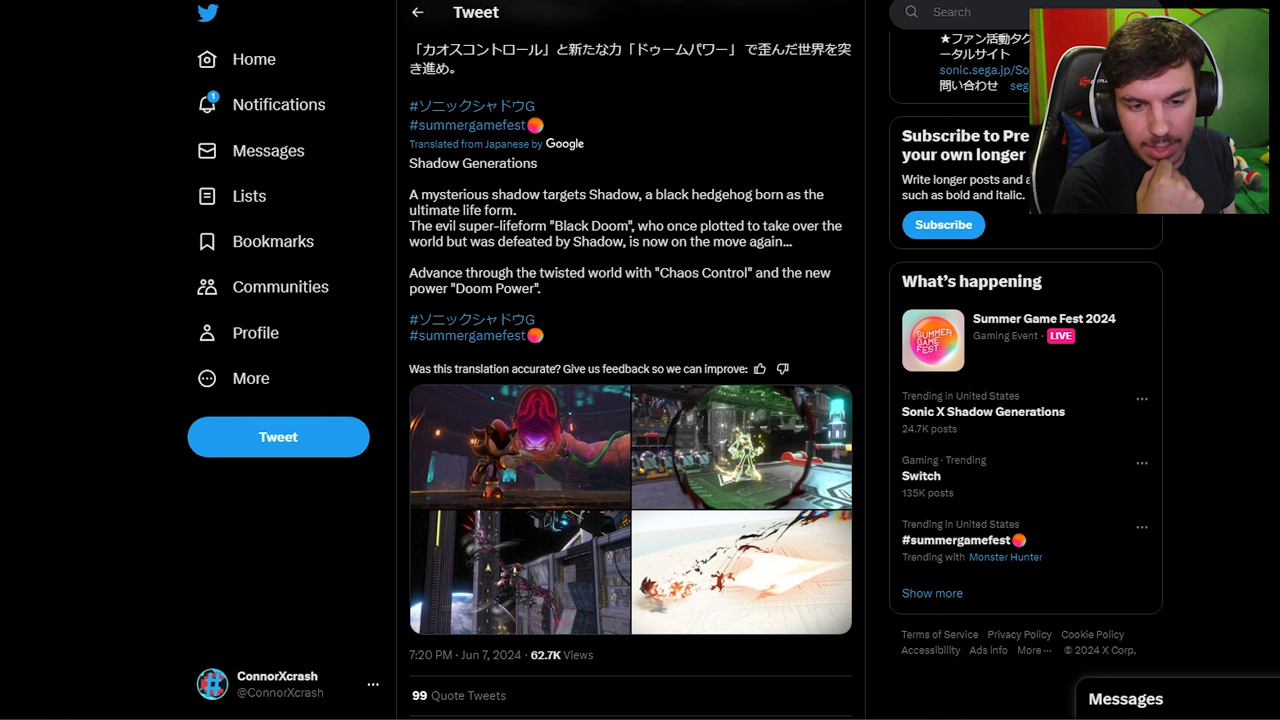 Home
Notifications
1
Messages
Lists
Bookmarks
Communities
Profile
More
Tweet
ConnorXcrash
@ConnorXcrash
Tweet
「カオスコントロール」と新たな力「ドゥームパワー」 で歪んだ世界を突
き進め。
#ソニックシャドウG
#summergamefest
Translated from Japanese by Google
Shadow Generations
A mysterious shadow targets Shadow, a black hedgehog born as the
ultimate life form.
The evil super-lifeform "Black Doom", who once plotted to take over the
world but was defeated by Shadow, is now on the move again...
Advance through the twisted world with "Chaos Control" and the new
power "Doom Power".
#ソニックシャドウG
#summergamefest
Was this translation accurate? Give us feedback so we can improve:
7:20 PM · Jun 7, 2024 · 62.7K Views
99 Quote Tweets
Search
★ファン活動タク
ータルサイト
sonic.sega.jp/So
問い合わせ seg
Subscribe to Pre
your own longer
Write longer posts and a
such as bold and italic.
Subscribe
What's happening
SUMMER
GAME
FEST
Summer Game Fest 2024
Gaming Event · LIVE
Trending in United States
Sonic X Shadow Generations
24.7K posts
Gaming · Trending
Switch
135K posts
Trending in United States
#summergamefest
Trending with Monster Hunter
Show more
Terms of Service Privacy Policy Cookie Policy
Accessibility Ads info More ··· © 2024 X Corp.
Messages